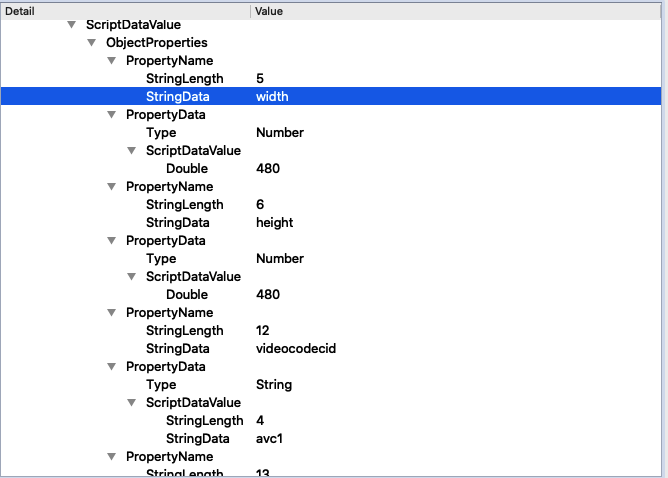 Detail Value
ScriptDataValue
ObjectProperties
PropertyName
StringLength 5
StringData width
PropertyData
Type Number
ScriptDataValue
Double 480
PropertyName
StringLength 6
StringData height
PropertyData
Type Number
ScriptDataValue
Double 480
PropertyName
StringLength 12
StringData videocodecid
PropertyData
Type String
ScriptDataValue
StringLength 4
StringData avc1
PropertyName
StringLength 13